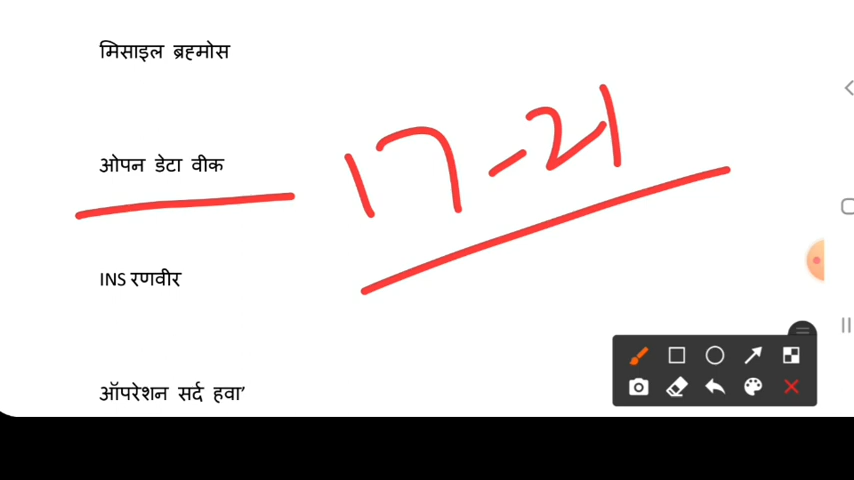 मिसाइल ब्रह्मोस
ओपन डेटा वीक
17-21
INS रणवीर
ऑपरेशन सर्द हवा'